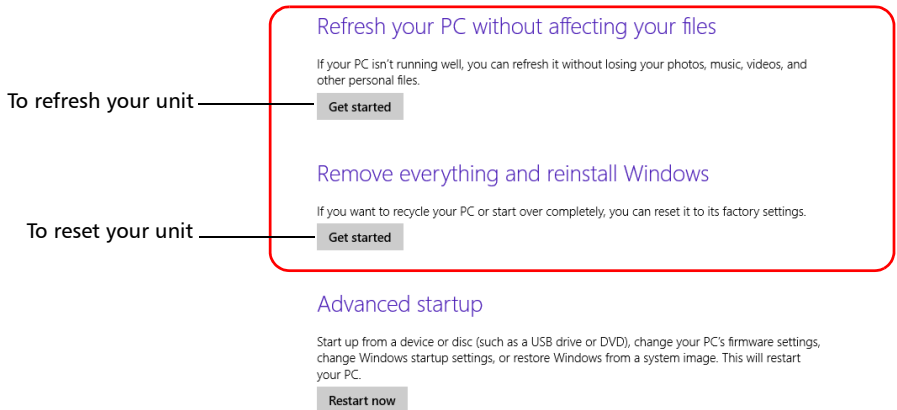 Refresh your PC without affecting your files
If your PC isn't running well, you can refresh it without losing your photos, music, videos, and
other personal files.
To refresh your unit
Get started
Remove everything and reinstall Windows
If you want to recycle your PC or start over completely, you can reset it to its factory settings.
To reset your unit
Get started
Advanced startup
Start up from a device or disc (such as a USB drive or DVD), change your PC's firmware settings,
change Windows startup settings, or restore Windows from a system image. This will restart
your PC.
Restart now